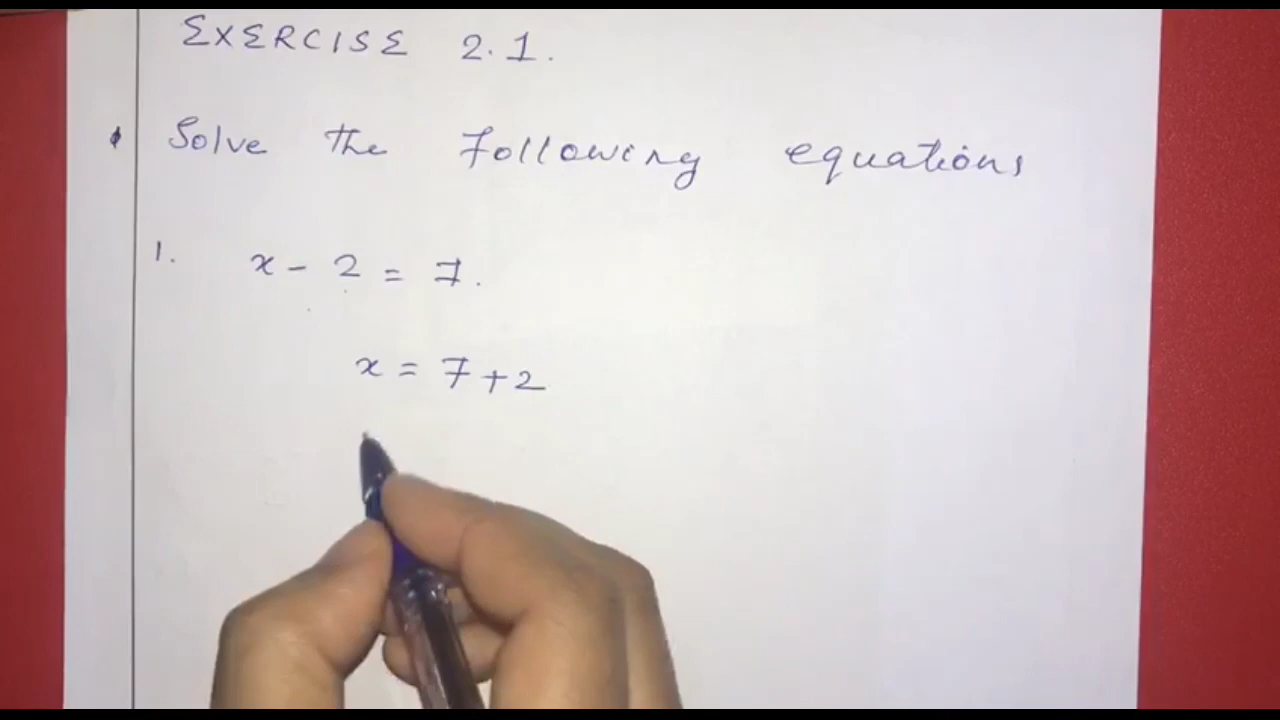 EXERCISE 2.1.
Solve the Following equations
1. x - 2 = 7.
x = 7 + 2